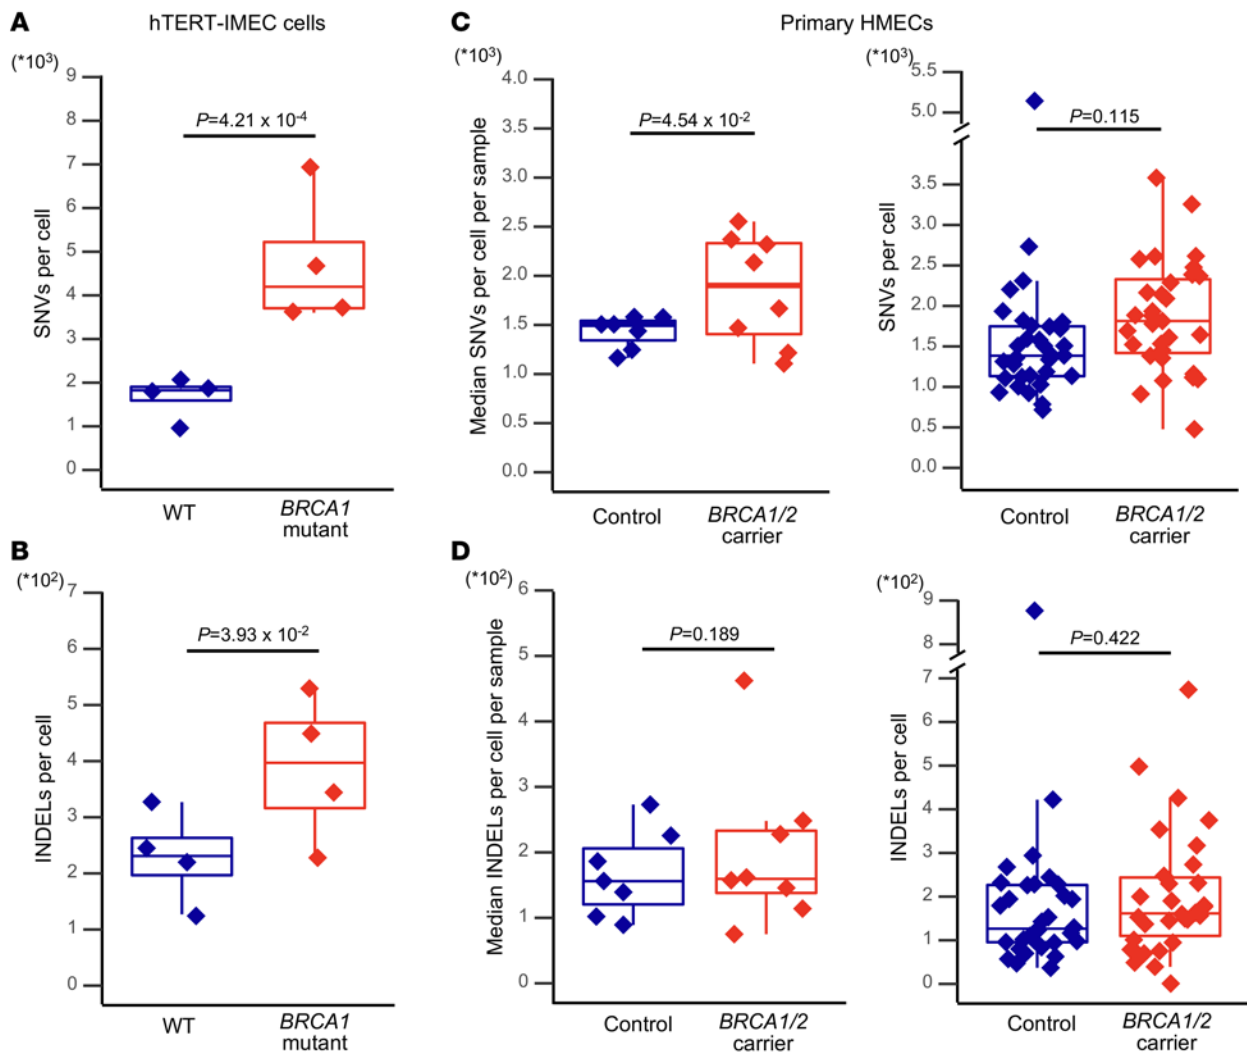 A
hTERT-IMEC cells
(*10³)
SNVs per cell
9
8
7
6
5
4
3
2
1
0
P=4.21 x 10⁻⁴
WT
BRCA1
mutant
C
Primary HMECs
(*10³)
Median SNVs per cell per sample
4.0
3.5
3.0
2.5
2.0
1.5
1.0
0.5
0.0
P=4.54 x 10⁻²
Control
BRCA1/2
carrier
(*10³)
SNVs per cell
5.5
5.0
3.5
3.0
2.5
2.0
1.5
1.0
0.5
0.0
P=0.115
Control
BRCA1/2
carrier
B
(*10²)
INDELs per cell
7
6
5
4
3
2
1
0
P=3.93 x 10⁻²
WT
BRCA1
mutant
D
(*10²)
Median INDELs per cell per sample
6
5
4
3
2
1
0
P=0.189
Control
BRCA1/2
carrier
(*10²)
INDELs per cell
9
8
7
6
5
4
3
2
1
0
P=0.422
Control
BRCA1/2
carrier